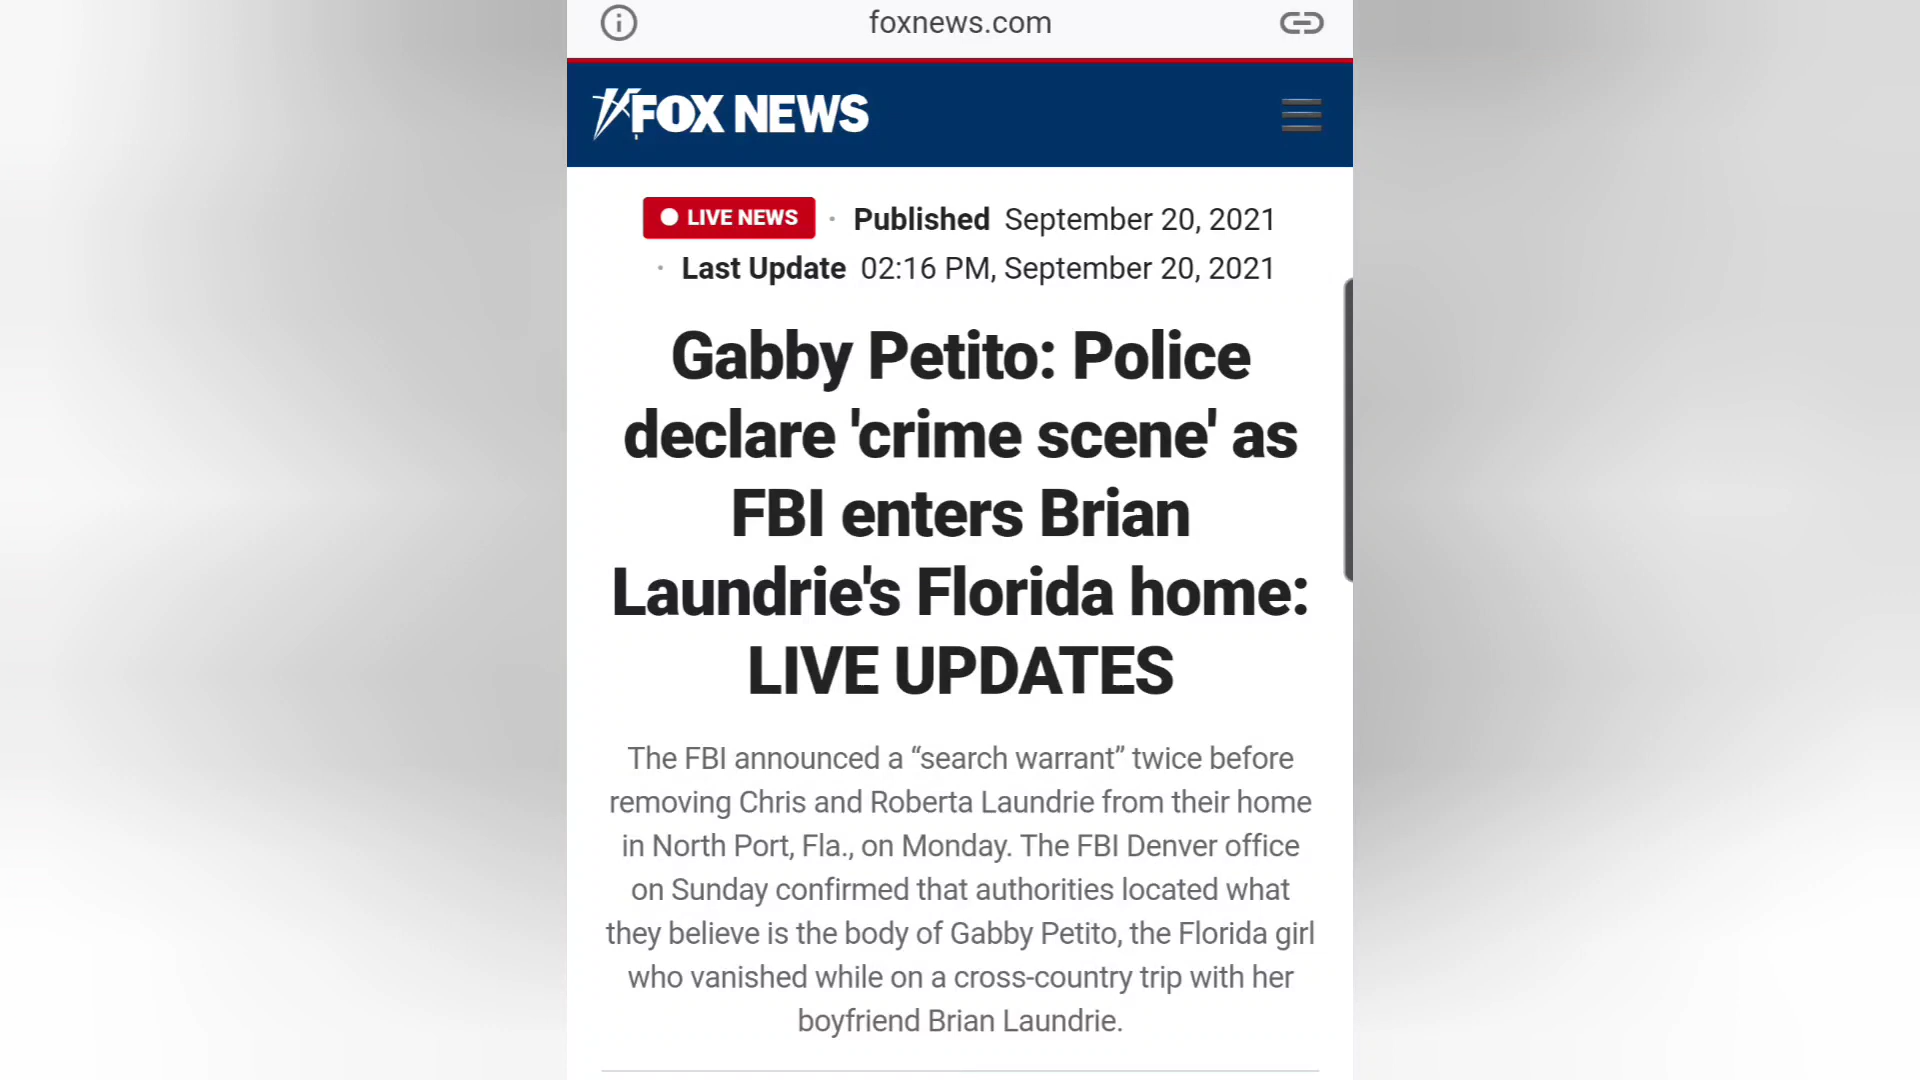 foxnews.com
FOX NEWS
LIVE NEWS · Published September 20, 2021
· Last Update 02:16 PM, September 20, 2021
Gabby Petito: Police
declare 'crime scene' as
FBI enters Brian
Laundrie's Florida home:
LIVE UPDATES
The FBI announced a “search warrant” twice before
removing Chris and Roberta Laundrie from their home
in North Port, Fla., on Monday. The FBI Denver office
on Sunday confirmed that authorities located what
they believe is the body of Gabby Petito, the Florida girl
who vanished while on a cross-country trip with her
boyfriend Brian Laundrie.